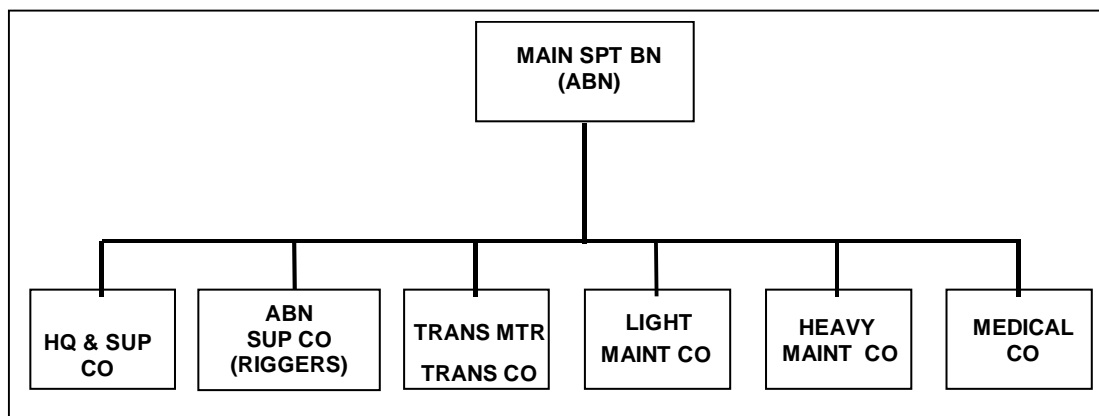 MAIN SPT BN
(ABN)
HQ & SUP
CO
ABN
SUP CO
(RIGGERS)
TRANS MTR
TRANS CO
LIGHT
MAINT CO
HEAVY
MAINT CO
MEDICAL
CO